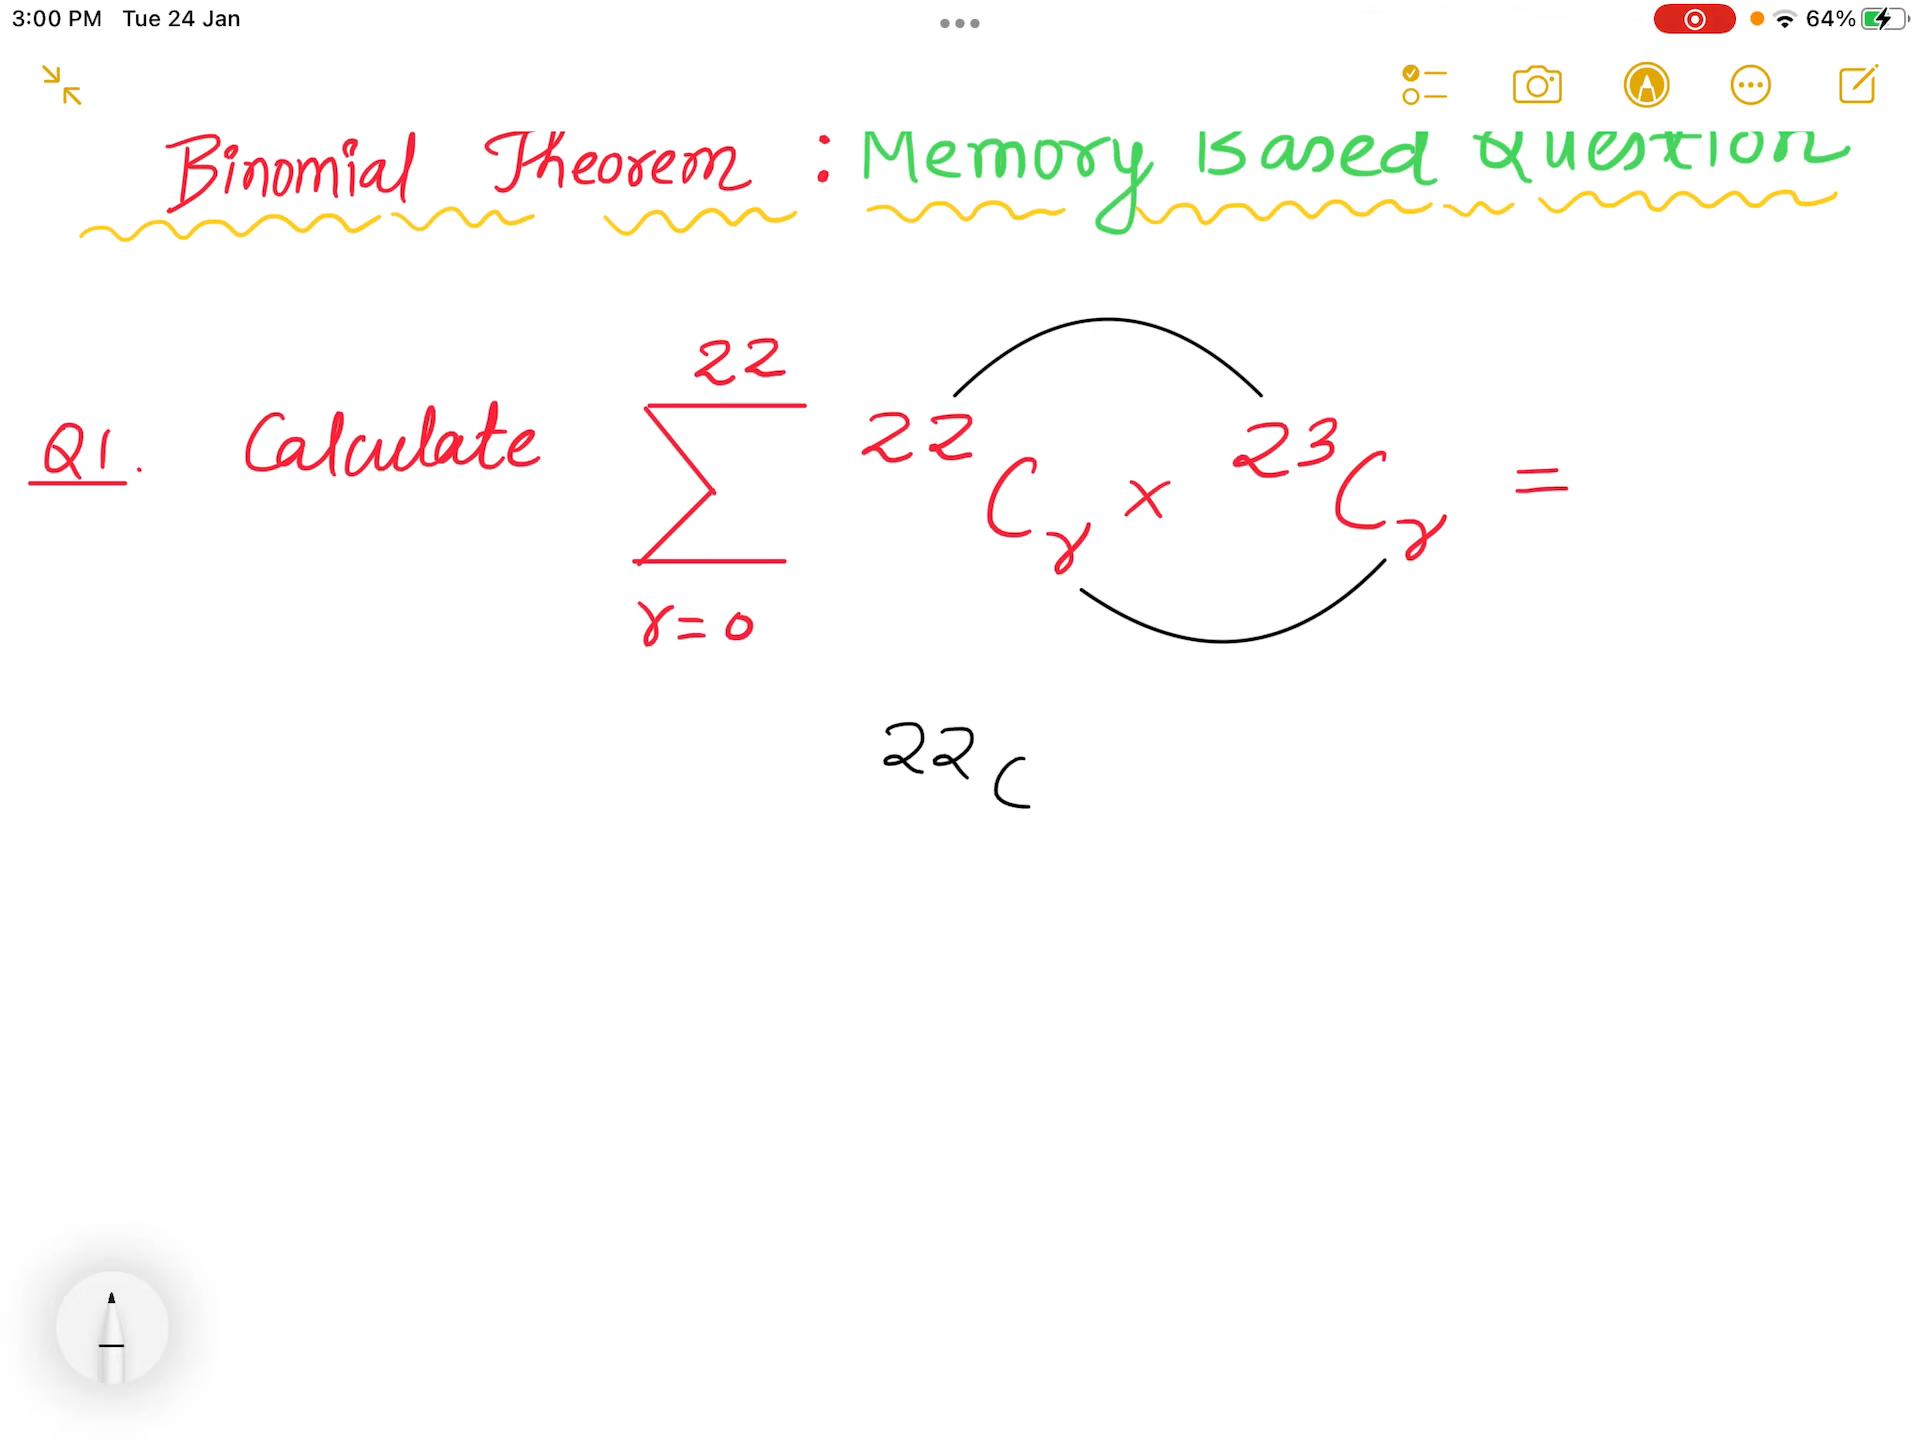 3:00 PM Tue 24 Jan 64%
Binomial Theorem : Memory Based Question
22
Q1. Calculate ∑ ²²Cᵣ × ²³Cᵣ =
r=0
²²C